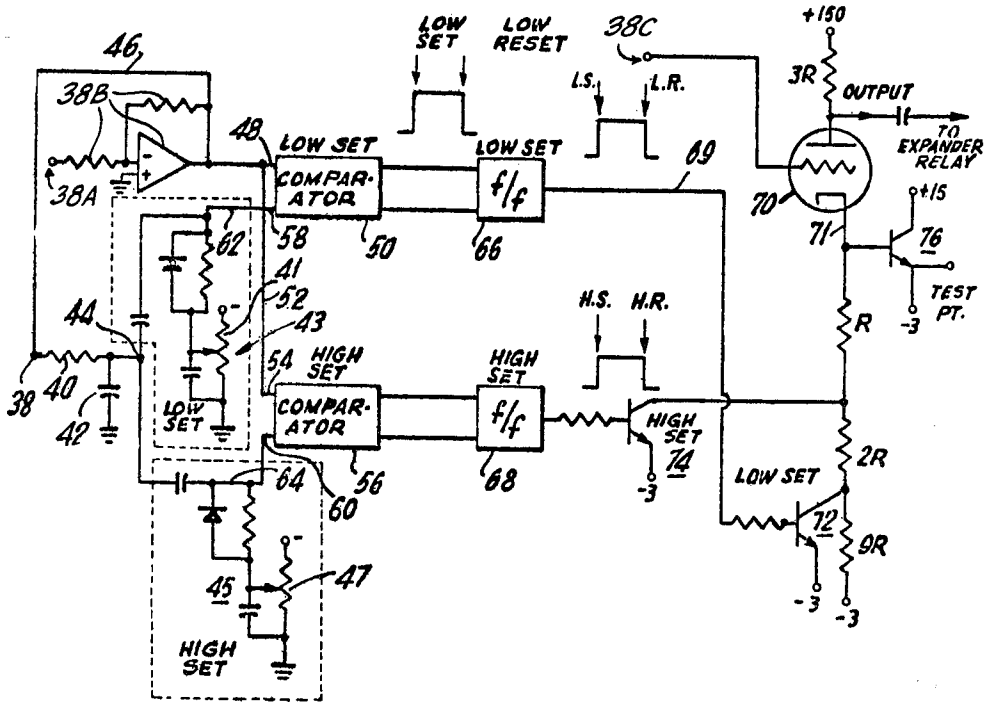 46
38B
38A
-
+
LOW SET
LOW RESET
38C
L.S.
L.R.
+150
3R
OUTPUT
TO EXPANDER RELAY
48
LOW SET
COMPAR-
ATOR
50
LOW SET
f/f
66
69
70
71
+15
76
TEST PT.
-3
62
58
41
52
43
-
LOW SET
44
38
40
42
54
HIGH SET
COMPAR-
ATOR
56
60
64
HIGH SET
f/f
68
H.S.
H.R.
HIGH SET
74
-3
R
2R
LOW SET
72
9R
-3
-3
45
47
-
HIGH SET